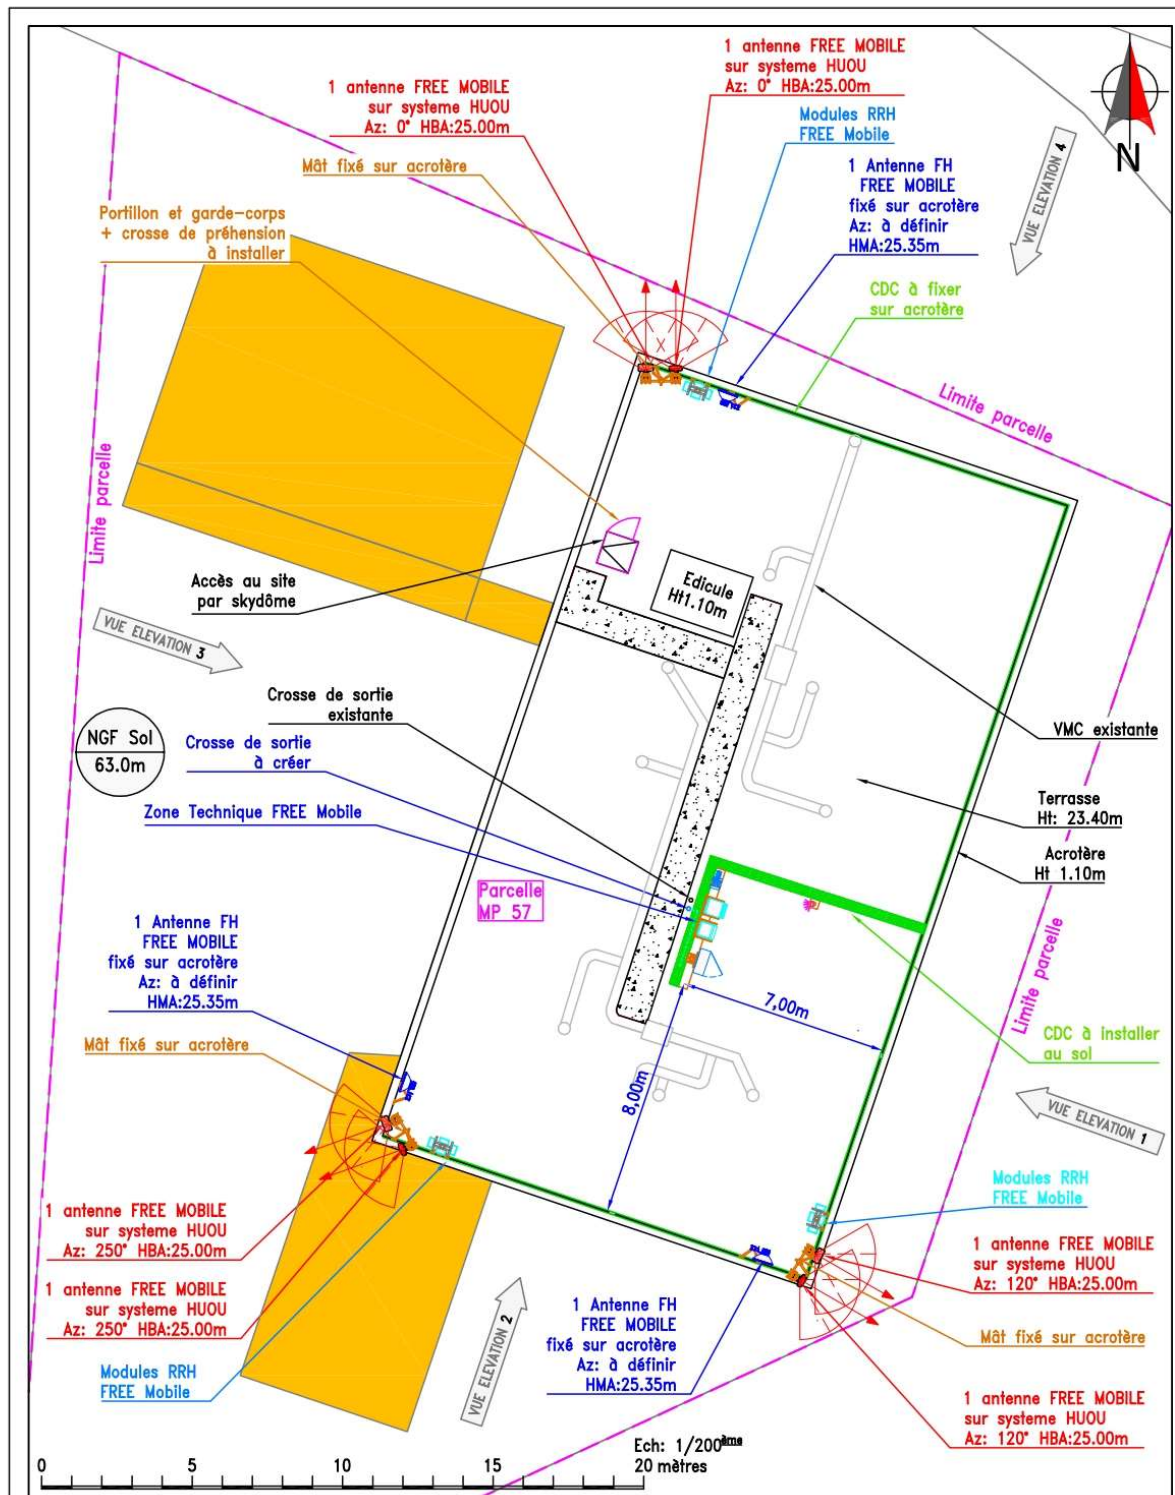 1 antenne FREE MOBILE
sur systeme HUOU
Az: 0° HBA:25.00m
1 antenne FREE MOBILE
sur systeme HUOU
Az: 0° HBA:25.00m
Modules RRH
FREE Mobile
Mât fixé sur acrotère
1 Antenne FH
FREE MOBILE
fixé sur acrotère
Az: à définir
HMA:25.35m
VUE ELEVATION 4
N
Portillon et garde-corps
+ crosse de préhension
à installer
CDC à fixer
sur acrotère
Limite parcelle
Limite parcelle
Accès au site
par skydôme
Edicule
Ht1.10m
VUE ELEVATION 3
Crosse de sortie
existante
NGF Sol
63.0m
Crosse de sortie
à créer
VMC existante
Zone Technique FREE Mobile
Terrasse
Ht: 23.40m
Acrotère
Ht 1.10m
Parcelle
MP 57
1 Antenne FH
FREE MOBILE
fixé sur acrotère
Az: à définir
HMA:25.35m
7,00m
Limite parcelle
CDC à installer
au sol
Mât fixé sur acrotère
8,00m
VUE ELEVATION 1
Modules RRH
FREE Mobile
1 antenne FREE MOBILE
sur systeme HUOU
Az: 250° HBA:25.00m
1 antenne FREE MOBILE
sur systeme HUOU
Az: 120° HBA:25.00m
1 antenne FREE MOBILE
sur systeme HUOU
Az: 250° HBA:25.00m
1 Antenne FH
FREE MOBILE
fixé sur acrotère
Az: à définir
HMA:25.35m
Mât fixé sur acrotère
VUE ELEVATION 2
Modules RRH
FREE Mobile
1 antenne FREE MOBILE
sur systeme HUOU
Az: 120° HBA:25.00m
Ech: 1/200ème
0 5 10 15 20 mètres